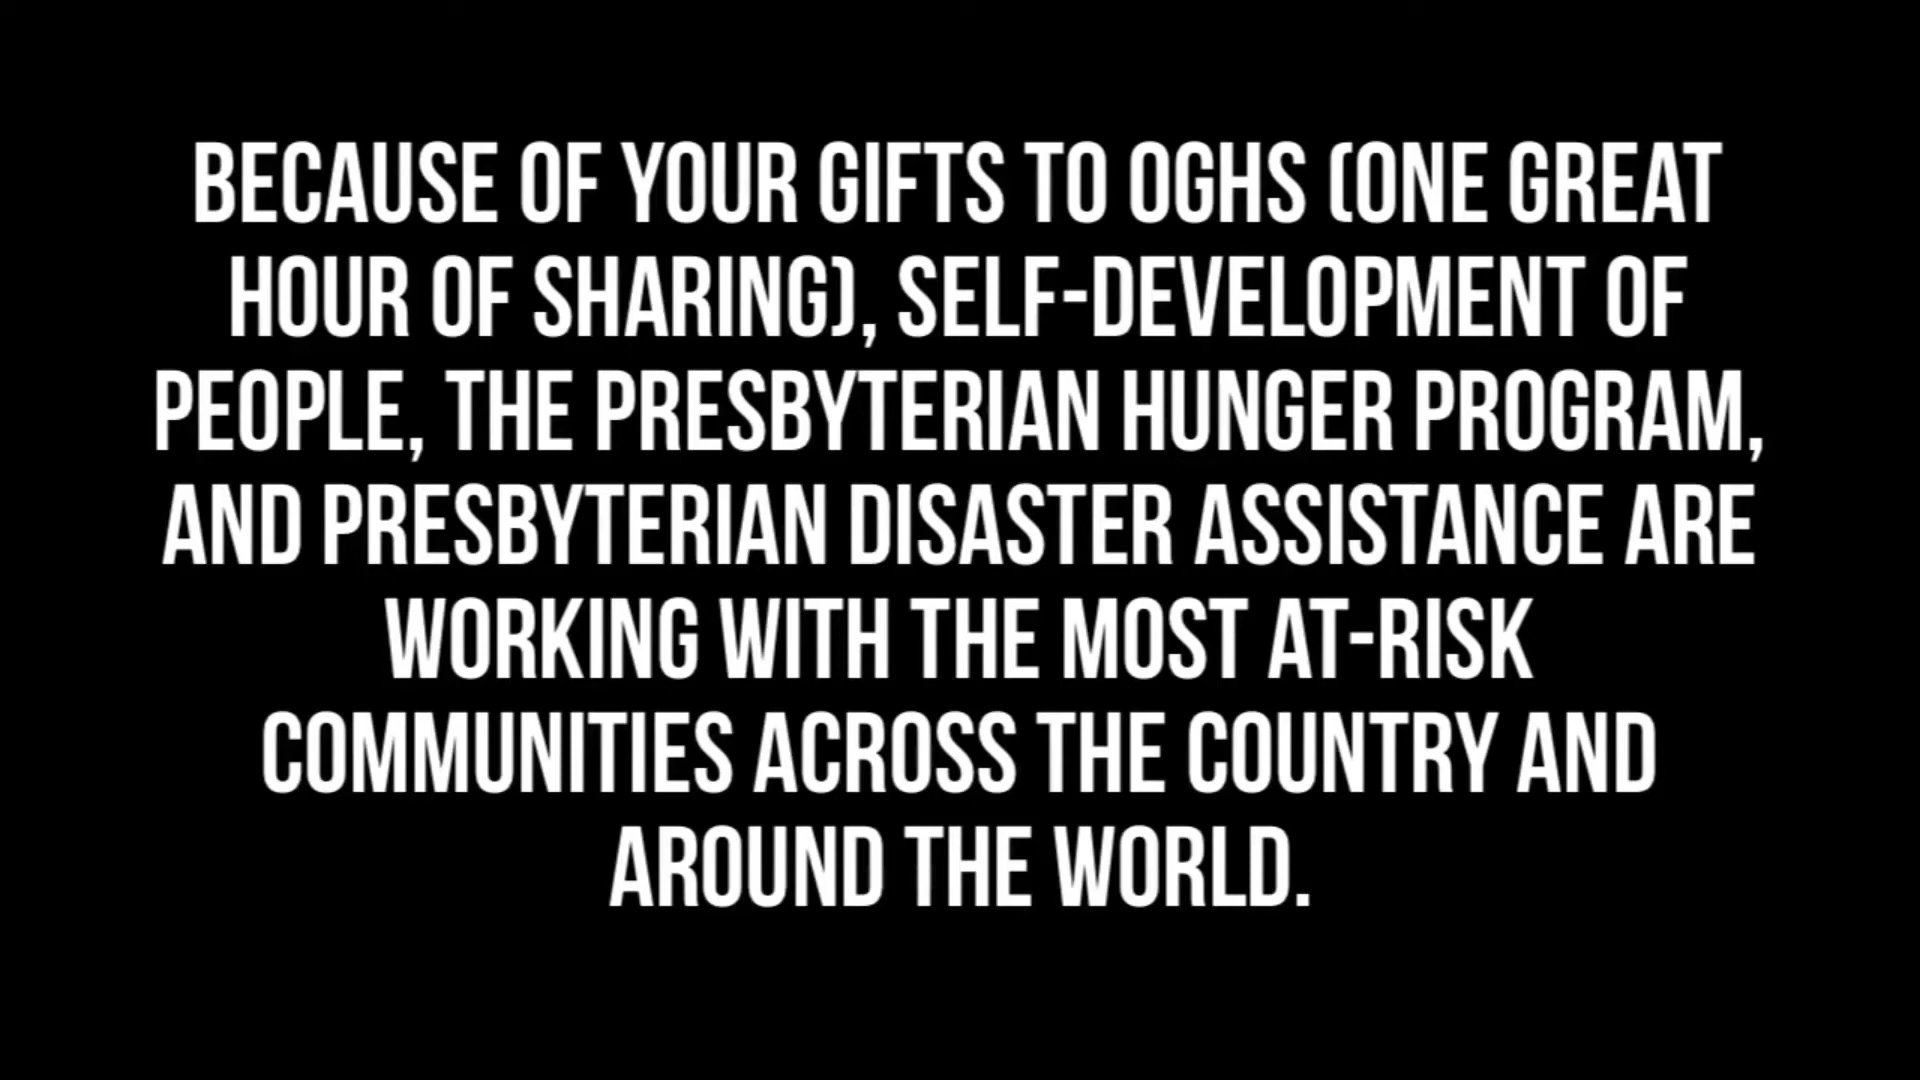 BECAUSE OF YOUR GIFTS TO OGHS (ONE GREAT
HOUR OF SHARING), SELF-DEVELOPMENT OF
PEOPLE, THE PRESBYTERIAN HUNGER PROGRAM,
AND PRESBYTERIAN DISASTER ASSISTANCE ARE
WORKING WITH THE MOST AT-RISK
COMMUNITIES ACROSS THE COUNTRY AND
AROUND THE WORLD.